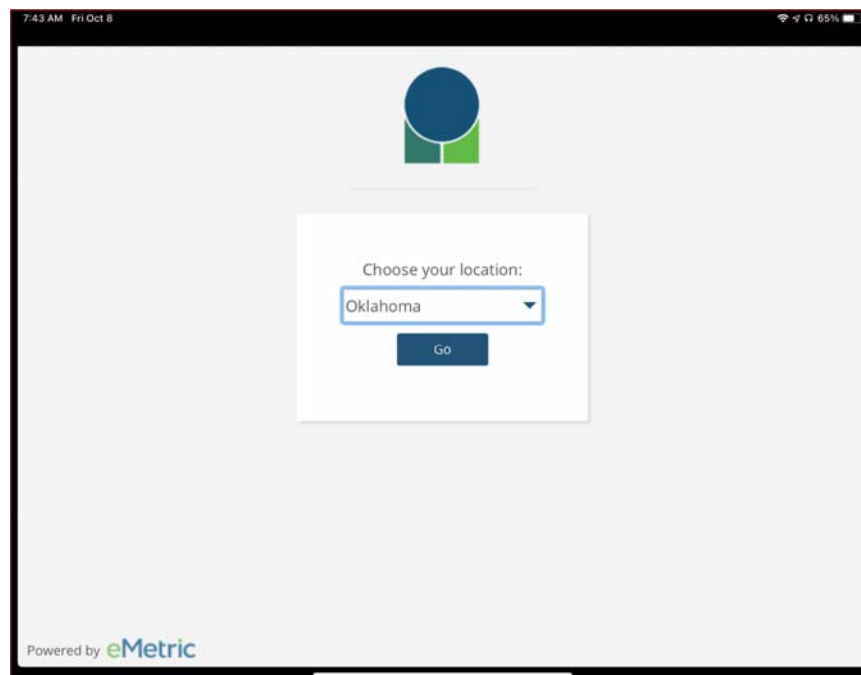 7:43 AM Fri Oct 8 65%
Choose your location:
Oklahoma
Go
Powered by eMetric